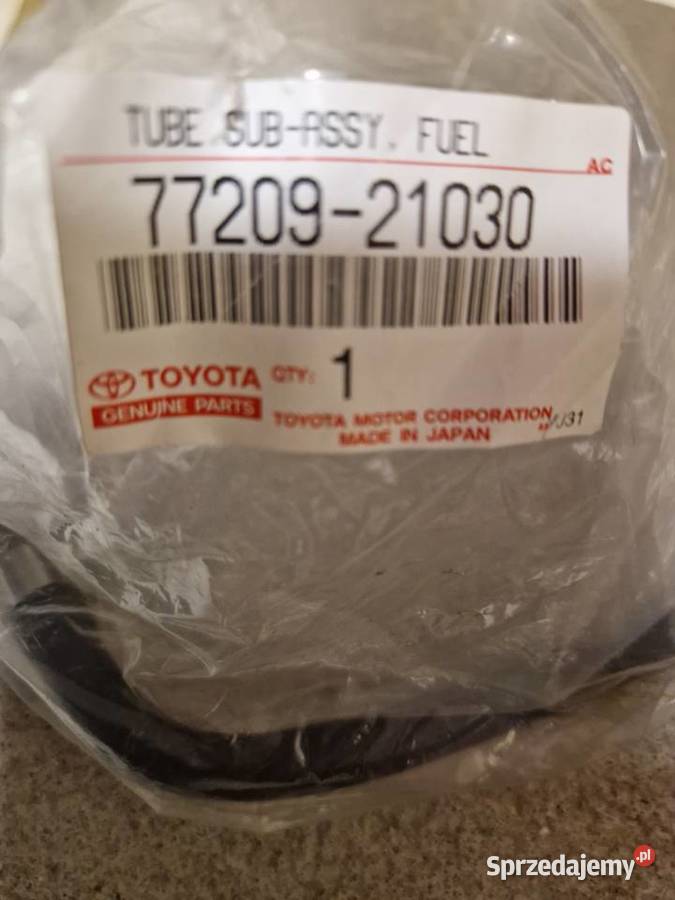 TUBE SUB-ASSY, FUEL
AC
77209-21030
TOYOTA QTY: 1
GENUINE PARTS
TOYOTA MOTOR CORPORATION
MADE IN JAPAN
Sprzedajemy.pl